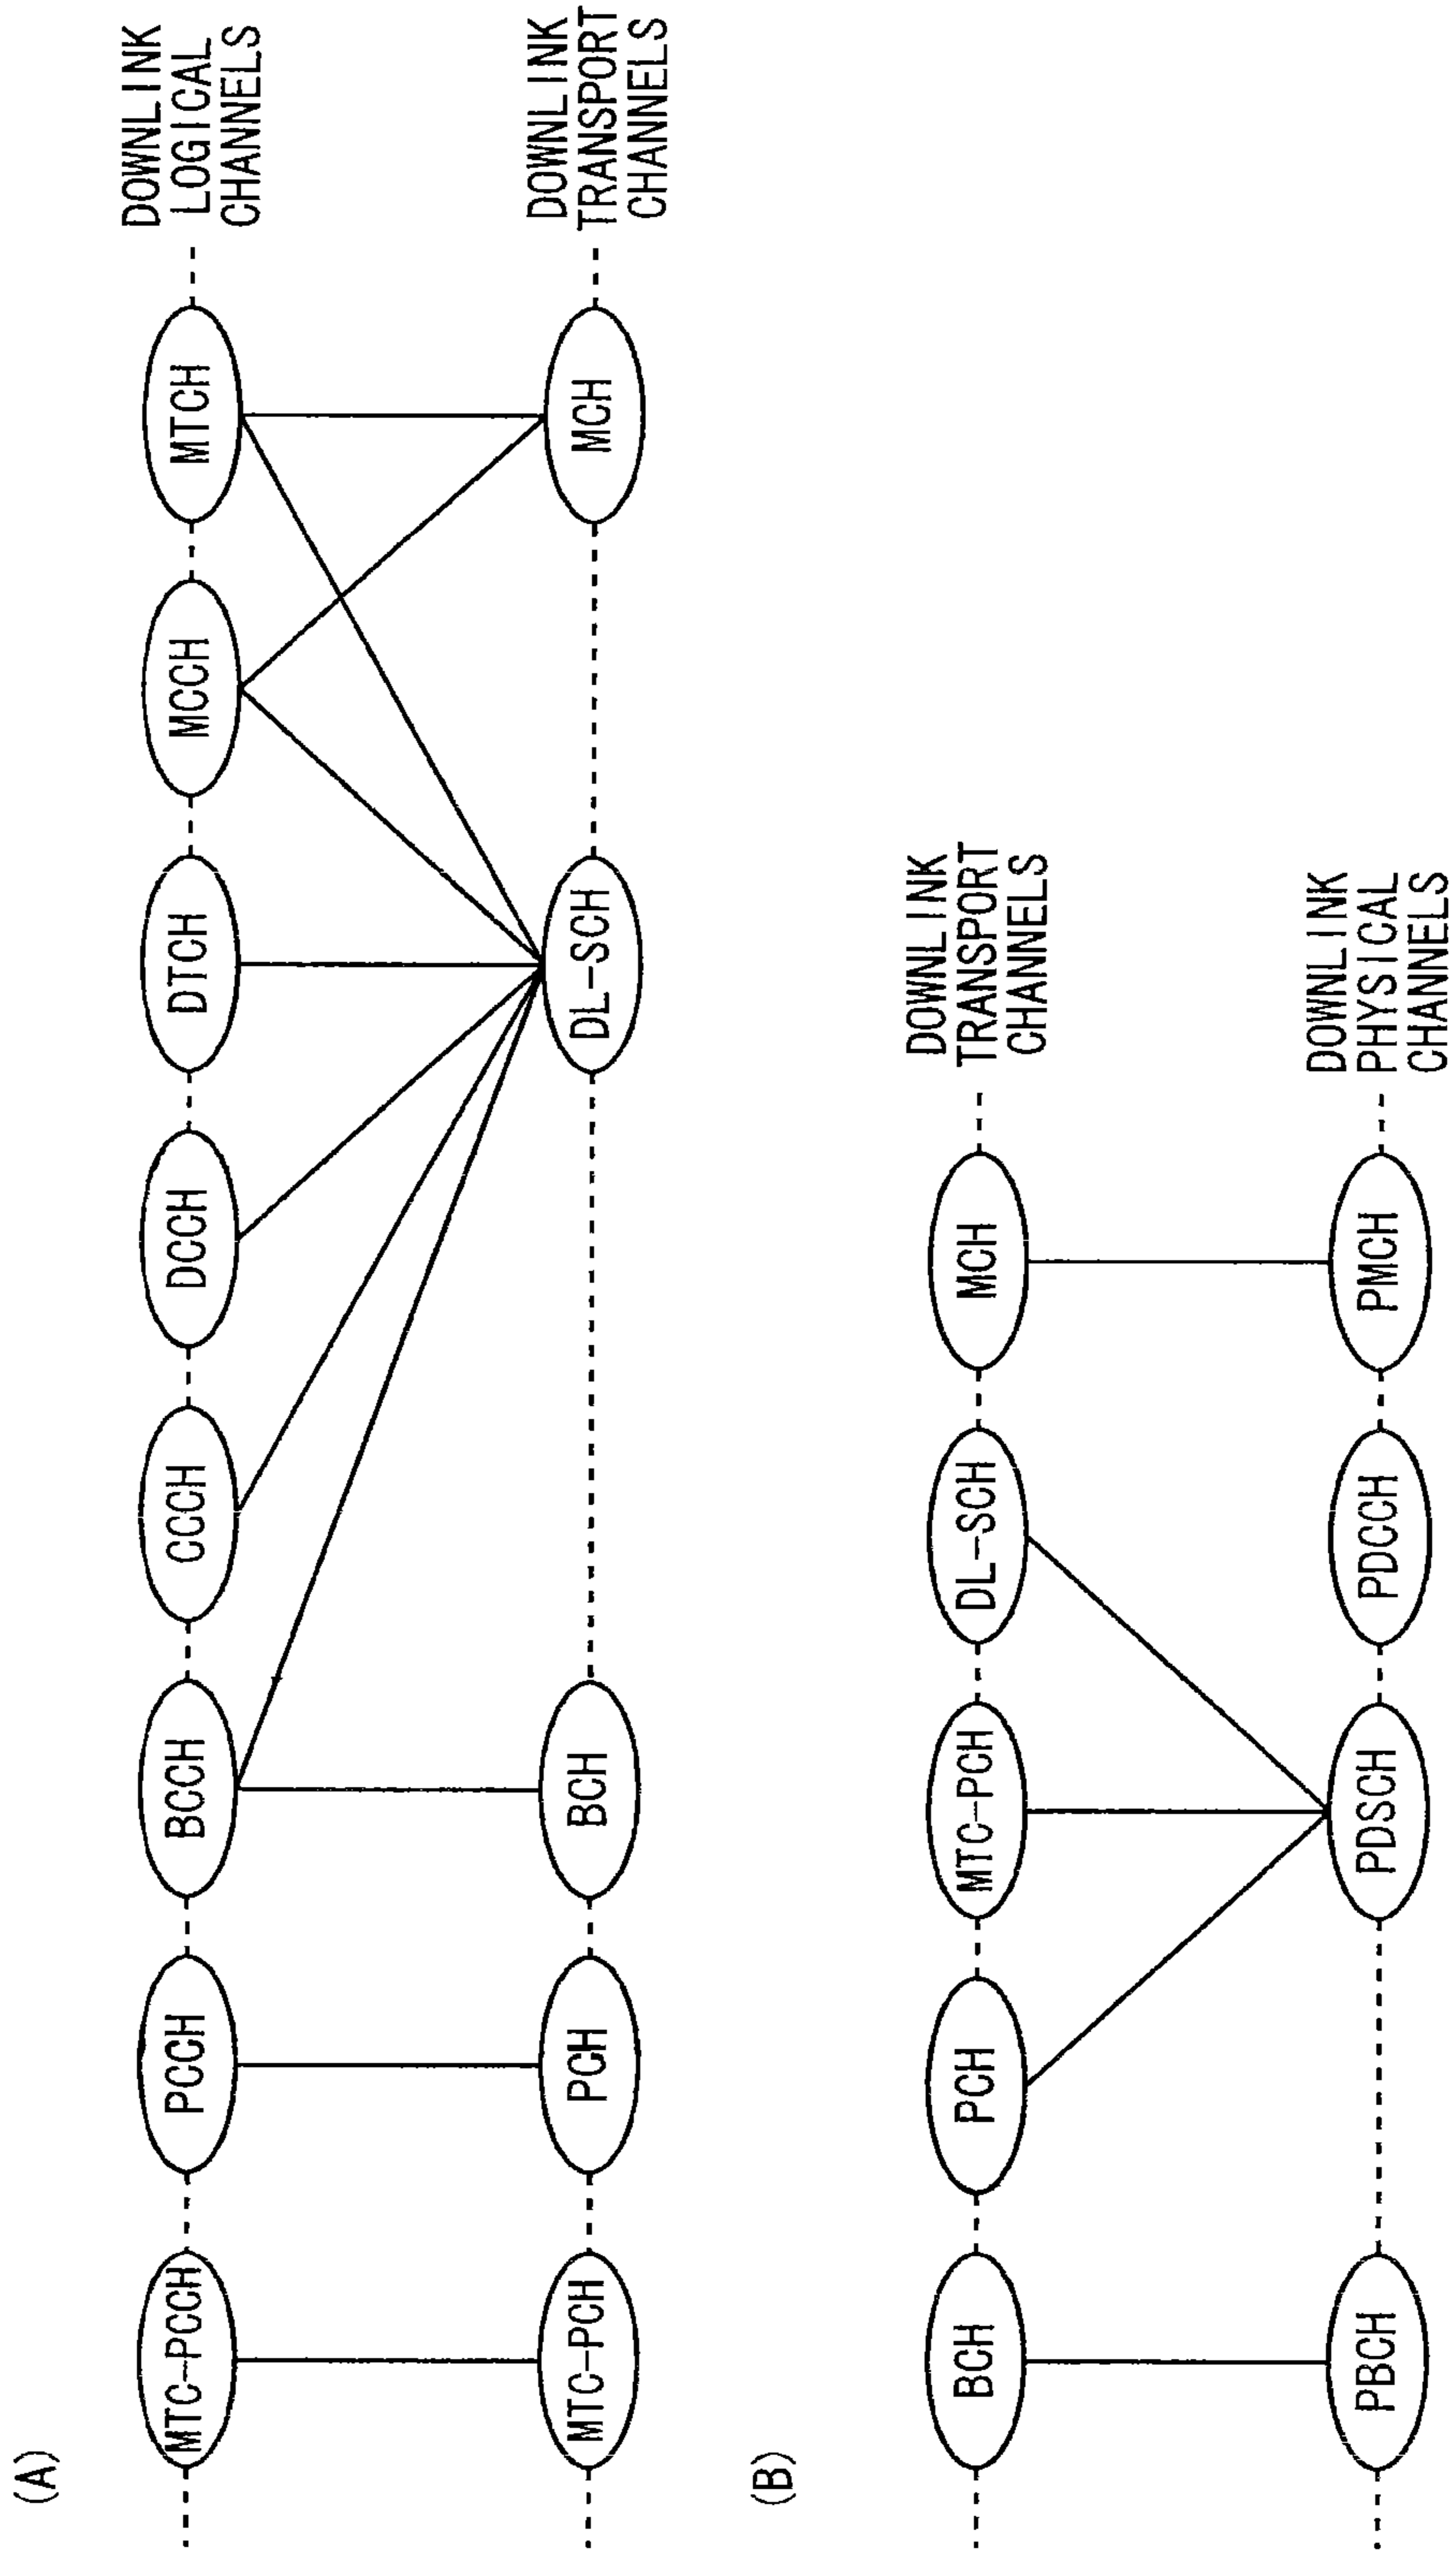 (A)
DOWNLINK
LOGICAL
CHANNELS
MTC-PCCH
PCCH
BCCH
CCCH
DCCH
DTCH
MCCH
MTCH
DOWNLINK
TRANSPORT
CHANNELS
MTC-PCH
PCH
BCH
DL-SCH
MCH
(B)
DOWNLINK
TRANSPORT
CHANNELS
BCH
PCH
MTC-PCH
DL-SCH
MCH
DOWNLINK
PHYSICAL
CHANNELS
PBCH
PDSCH
PDCCH
PMCH